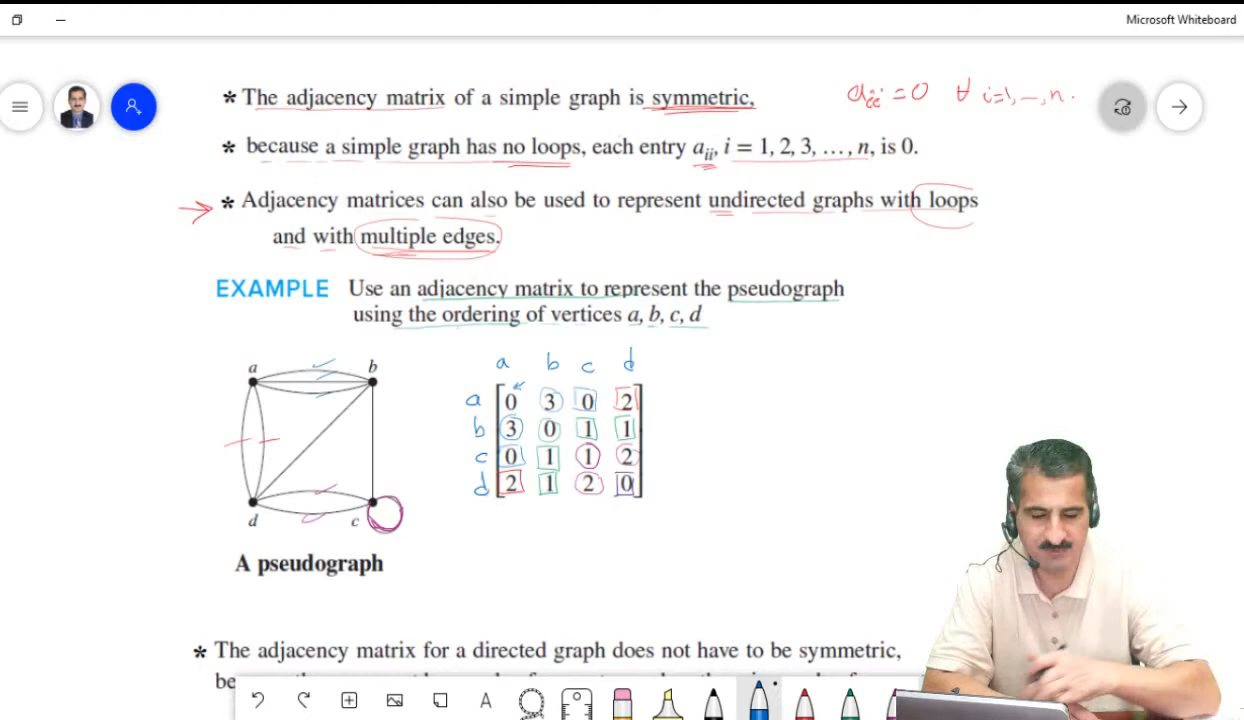 Microsoft Whiteboard
* The adjacency matrix of a simple graph is symmetric, aᵢᵢ = 0 ∀ i=1, –, n.
* because a simple graph has no loops, each entry aᵢᵢ, i = 1, 2, 3, …, n, is 0.
→ * Adjacency matrices can also be used to represent undirected graphs with loops
and with multiple edges.
EXAMPLE Use an adjacency matrix to represent the pseudograph
using the ordering of vertices a, b, c, d
a b
d c
a b c d
a 0 3 0 2
b 3 0 1 1
c 0 1 1 2
d 2 1 2 0
A pseudograph
* The adjacency matrix for a directed graph does not have to be symmetric,
be
A